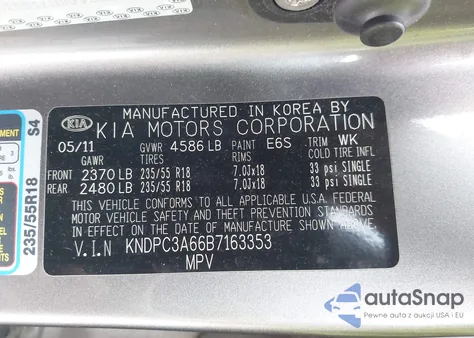 MANUFACTURED IN KOREA BY
KIA KIA MOTORS CORPORATION
05/11 GVWR 4586 LB PAINT E6S TRIM WK
GAWR TIRES RIMS COLD TIRE INFL
FRONT 2370 LB 235/55 R18 7.0Jx18 33 psi SINGLE
REAR 2480 LB 235/55 R18 7.0Jx18 33 psi SINGLE
THIS VEHICLE CONFORMS TO ALL APPLICABLE U.S.A. FEDERAL
MOTOR VEHICLE SAFETY AND THEFT PREVENTION STANDARDS
IN EFFECT ON THE DATE OF MANUFACTURE SHOWN ABOVE.
V.I.N KNDPC3A66B7163353
MPV
235/55R18 S4
autaSnap
Pewne auta z aukcji USA i EU